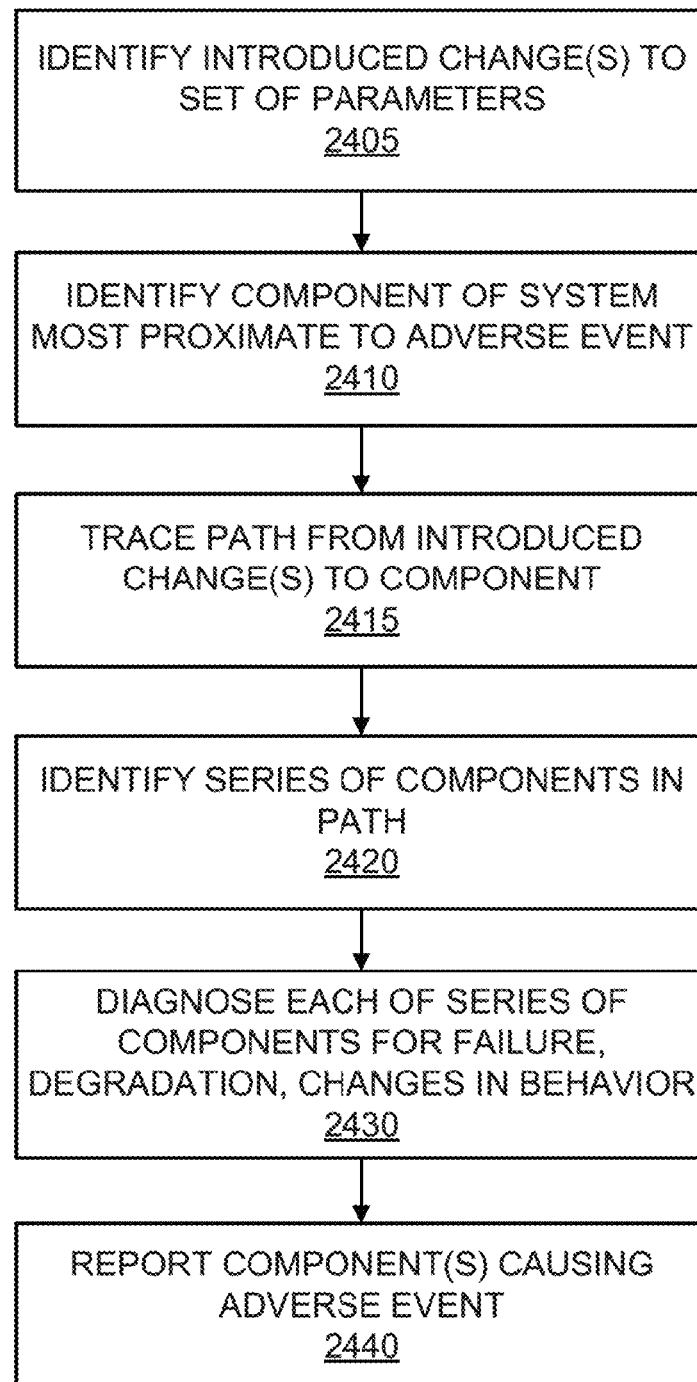 IDENTIFY INTRODUCED CHANGE(S) TO
SET OF PARAMETERS
2405
IDENTIFY COMPONENT OF SYSTEM
MOST PROXIMATE TO ADVERSE EVENT
2410
TRACE PATH FROM INTRODUCED
CHANGE(S) TO COMPONENT
2415
IDENTIFY SERIES OF COMPONENTS IN
PATH
2420
DIAGNOSE EACH OF SERIES OF
COMPONENTS FOR FAILURE,
DEGRADATION, CHANGES IN BEHAVIOR
2430
REPORT COMPONENT(S) CAUSING
ADVERSE EVENT
2440